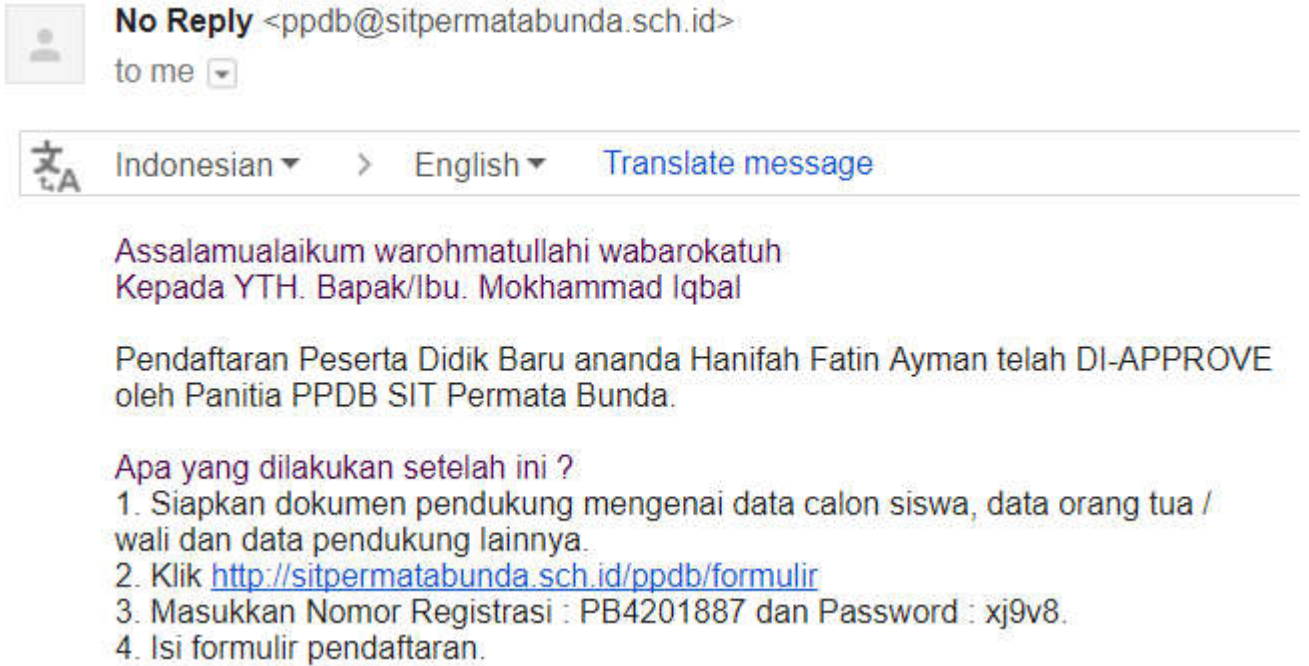 No Reply <ppdb@sitpermatabunda.sch.id>
to me
文A Indonesian > English Translate message
Assalamualaikum warohmatullahi wabarokatuh
Kepada YTH. Bapak/Ibu. Mokhammad Iqbal
Pendaftaran Peserta Didik Baru ananda Hanifah Fatin Ayman telah DI-APPROVE
oleh Panitia PPDB SIT Permata Bunda.
Apa yang dilakukan setelah ini ?
1. Siapkan dokumen pendukung mengenai data calon siswa, data orang tua /
wali dan data pendukung lainnya.
2. Klik http://sitpermatabunda.sch.id/ppdb/formulir
3. Masukkan Nomor Registrasi : PB4201887 dan Password : xj9v8.
4. Isi formulir pendaftaran.